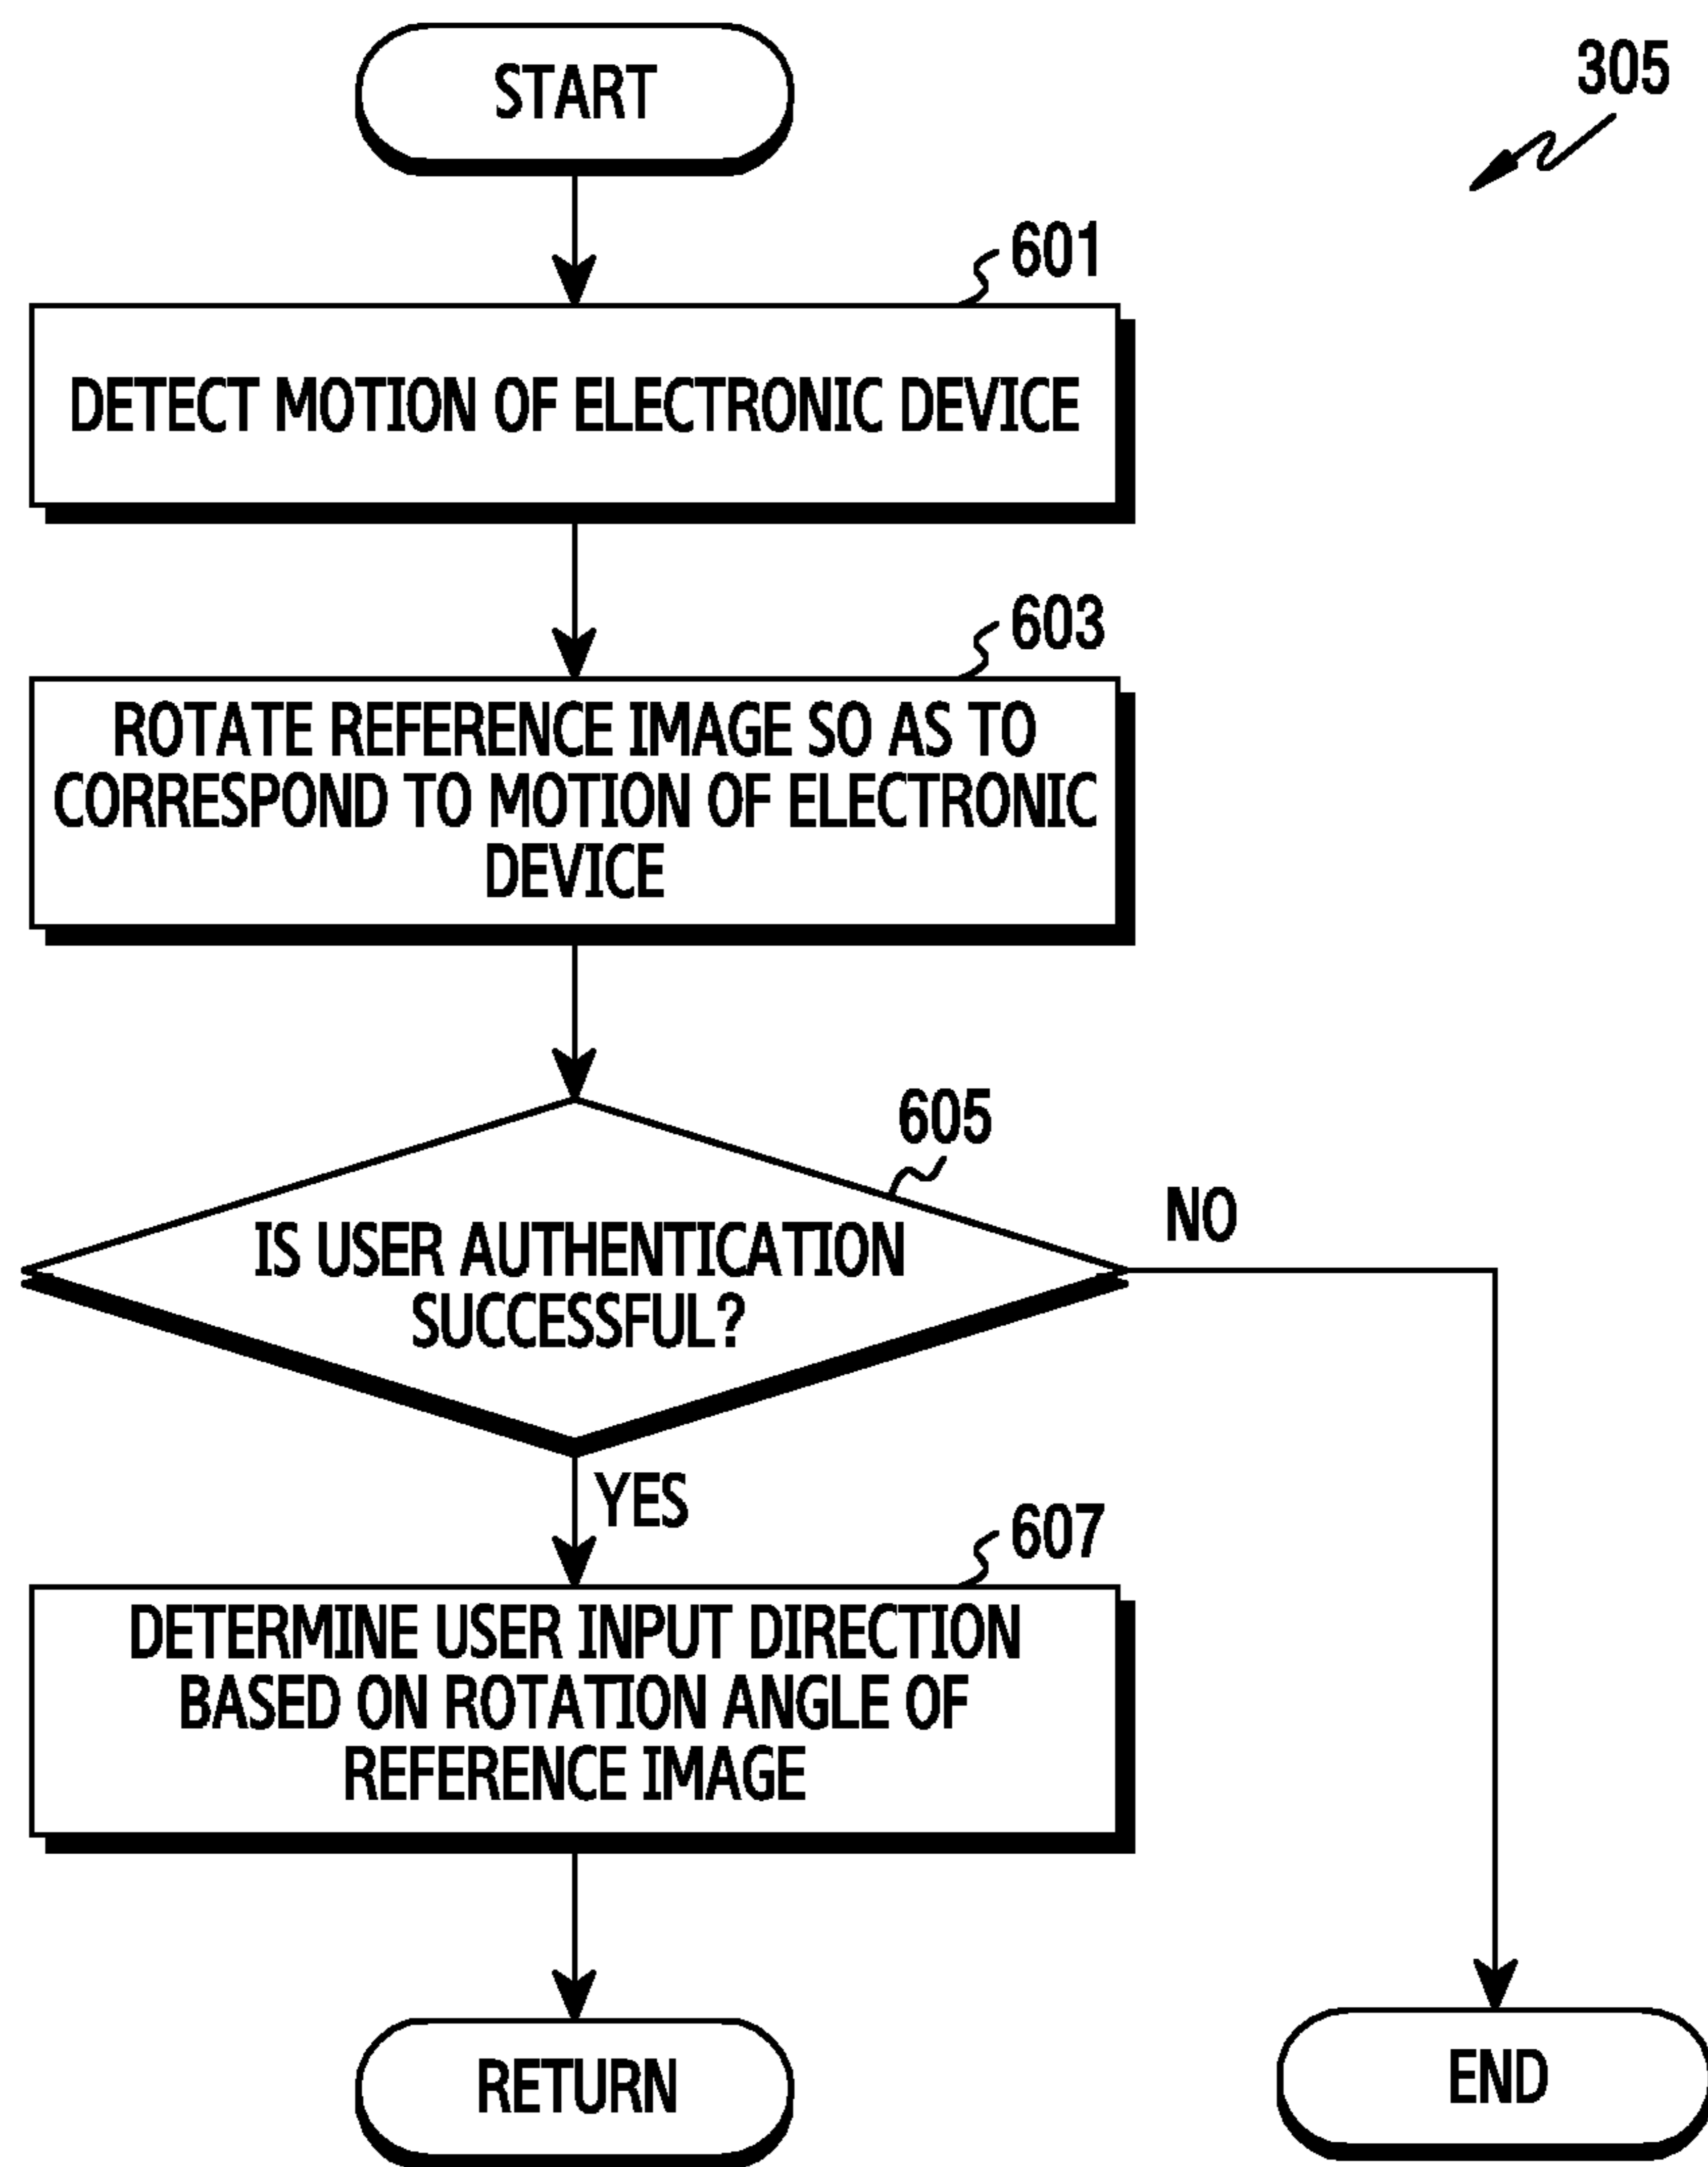 START
305
601
DETECT MOTION OF ELECTRONIC DEVICE
603
ROTATE REFERENCE IMAGE SO AS TO
CORRESPOND TO MOTION OF ELECTRONIC
DEVICE
605
IS USER AUTHENTICATION
SUCCESSFUL?
NO
YES
607
DETERMINE USER INPUT DIRECTION
BASED ON ROTATION ANGLE OF
REFERENCE IMAGE
RETURN
END